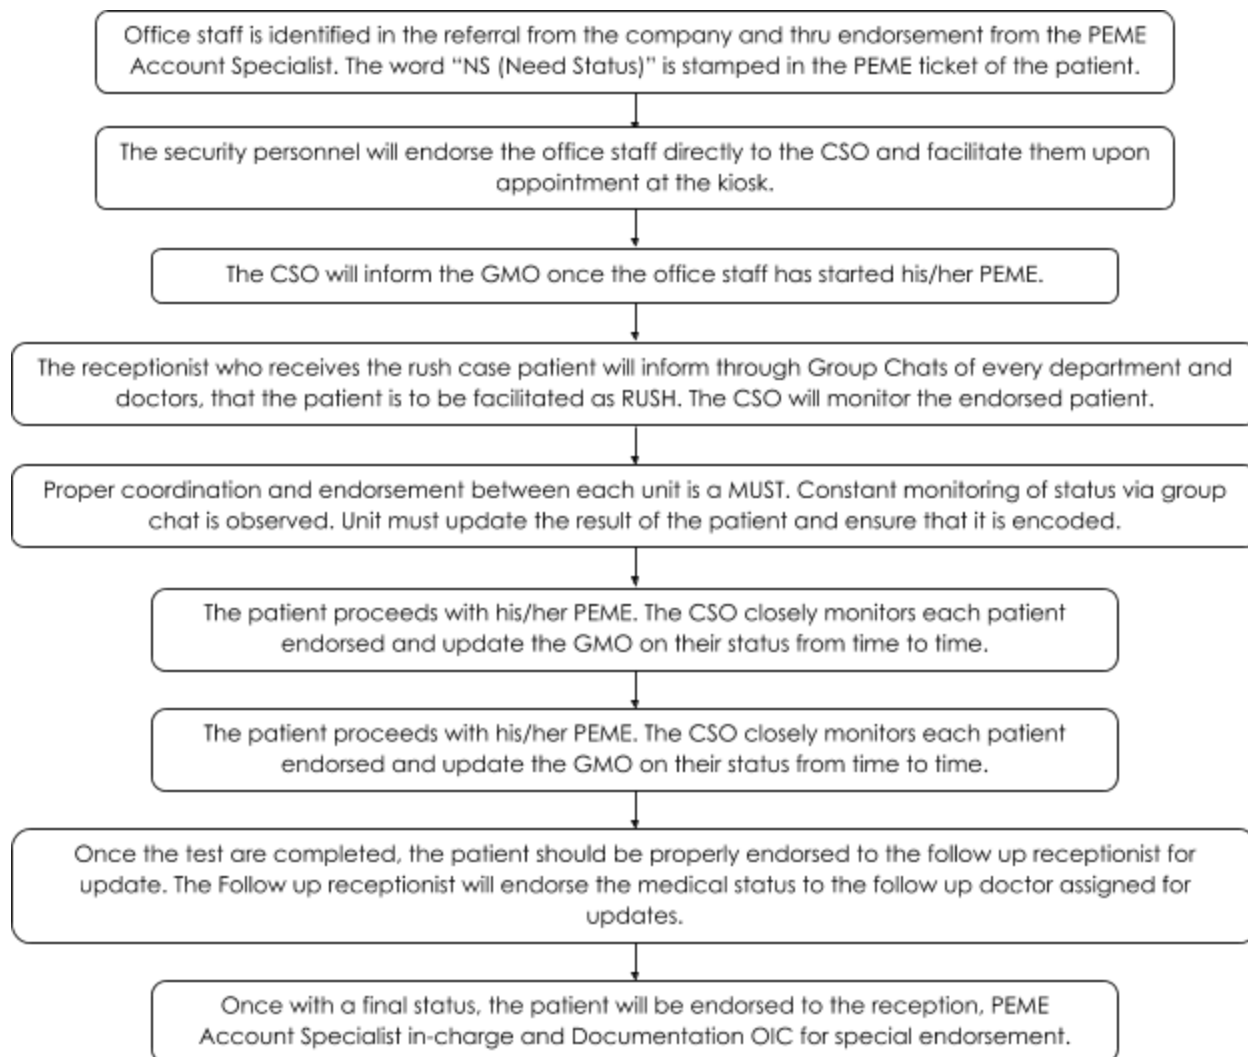 Office staff is identified in the referral from the company and thru endorsement from the PEME
Account Specialist. The word “NS (Need Status)” is stamped in the PEME ticket of the patient.
The security personnel will endorse the office staff directly to the CSO and facilitate them upon
appointment at the kiosk.
The CSO will inform the GMO once the office staff has started his/her PEME.
The receptionist who receives the rush case patient will inform through Group Chats of every department and
doctors, that the patient is to be facilitated as RUSH. The CSO will monitor the endorsed patient.
Proper coordination and endorsement between each unit is a MUST. Constant monitoring of status via group
chat is observed. Unit must update the result of the patient and ensure that it is encoded.
The patient proceeds with his/her PEME. The CSO closely monitors each patient
endorsed and update the GMO on their status from time to time.
The patient proceeds with his/her PEME. The CSO closely monitors each patient
endorsed and update the GMO on their status from time to time.
Once the test are completed, the patient should be properly endorsed to the follow up receptionist for
update. The Follow up receptionist will endorse the medical status to the follow up doctor assigned for
updates.
Once with a final status, the patient will be endorsed to the reception, PEME
Account Specialist in-charge and Documentation OIC for special endorsement.